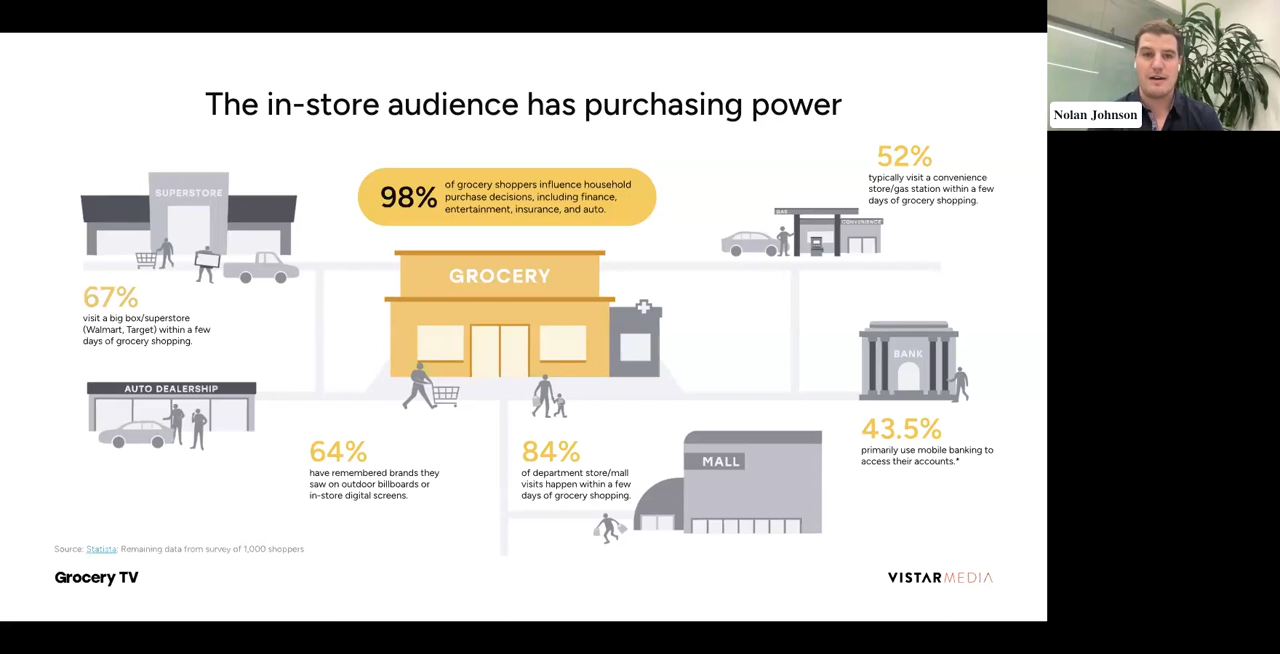 The in-store audience has purchasing power
Nolan Johnson
SUPERSTORE
67%
visit a big box/superstore
(Walmart, Target) within a few
days of grocery shopping.
98%
of grocery shoppers influence household
purchase decisions, including finance,
entertainment, insurance, and auto.
GROCERY
52%
typically visit a convenience
store/gas station within a few
days of grocery shopping.
GAS
CONVENIENCE
AUTO DEALERSHIP
BANK
43.5%
primarily use mobile banking to
access their accounts.*
64%
have remembered brands they
saw on outdoor billboards or
in-store digital screens.
84%
of department store/mall
visits happen within a few
days of grocery shopping.
MALL
Source: Statista; Remaining data from survey of 1,000 shoppers
Grocery TV
VISTARMEDIA